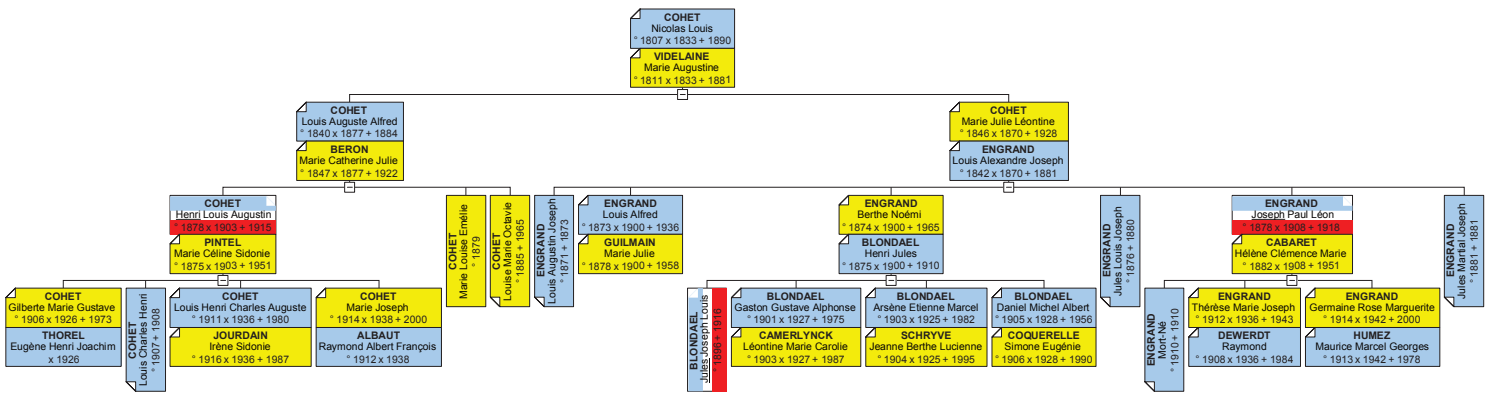 COHET
Nicolas Louis
° 1807 x 1833 + 1890
VIDELAINE
Marie Augustine
° 1811 x 1833 + 1881
COHET
Louis Auguste Alfred
° 1840 x 1877 + 1884
BERON
Marie Catherine Julie
° 1847 x 1877 + 1922
COHET
Marie Julie Léontine
° 1846 x 1870 + 1928
ENGRAND
Louis Alexandre Joseph
° 1842 x 1870 + 1881
COHET
Henri Louis Augustin
° 1878 x 1903 + 1915
PINTEL
Marie Céline Sidonie
° 1875 x 1903 + 1951
COHET
Marie Louise Emélie
° 1879
COHET
Louise Marie Octavie
° 1885 + 1965
ENGRAND
Louis Augustin Joseph
° 1871 + 1873
ENGRAND
Louis Alfred
° 1873 x 1900 + 1936
GUILMAIN
Marie Julie
° 1878 x 1900 + 1958
ENGRAND
Berthe Noémi
° 1874 x 1900 + 1965
BLONDAEL
Henri Jules
° 1875 x 1900 + 1910
ENGRAND
Jules Louis Joseph
° 1876 + 1880
ENGRAND
Joseph Paul Léon
° 1878 x 1908 + 1918
CABARET
Hélène Clémence Marie
° 1882 x 1908 + 1951
ENGRAND
Jules Martial Joseph
° 1881 + 1881
COHET
Gilberte Marie Gustave
° 1906 x 1926 + 1973
THOREL
Eugène Henri Joachim
x 1926
COHET
Louis Charles Henri
° 1907 + 1908
COHET
Louis Henri Charles Auguste
° 1911 x 1936 + 1980
JOURDAIN
Irène Sidonie
° 1916 x 1936 + 1987
COHET
Marie Joseph
° 1914 x 1938 + 2000
ALBAUT
Raymond Albert François
° 1912 x 1938
BLONDAEL
Jules Joseph Louis
° 1896 + 1916
BLONDAEL
Gaston Gustave Alphonse
° 1901 x 1927 + 1975
CAMERLYNCK
Léontine Marie Carolie
° 1903 x 1927 + 1987
BLONDAEL
Arsène Etienne Marcel
° 1903 x 1925 + 1982
SCHRYVE
Jeanne Berthe Lucienne
° 1904 x 1925 + 1995
BLONDAEL
Daniel Michel Albert
° 1905 x 1928 + 1956
COQUERELLE
Simone Eugénie
° 1906 x 1928 + 1990
ENGRAND
Mort-Né
° 1910 + 1910
ENGRAND
Thérèse Marie Joseph
° 1912 x 1936 + 1943
DEWERDT
Raymond
° 1908 x 1936 + 1984
ENGRAND
Germaine Rose Marguerite
° 1914 x 1942 + 2000
HUMEZ
Maurice Marcel Georges
° 1913 x 1942 + 1978